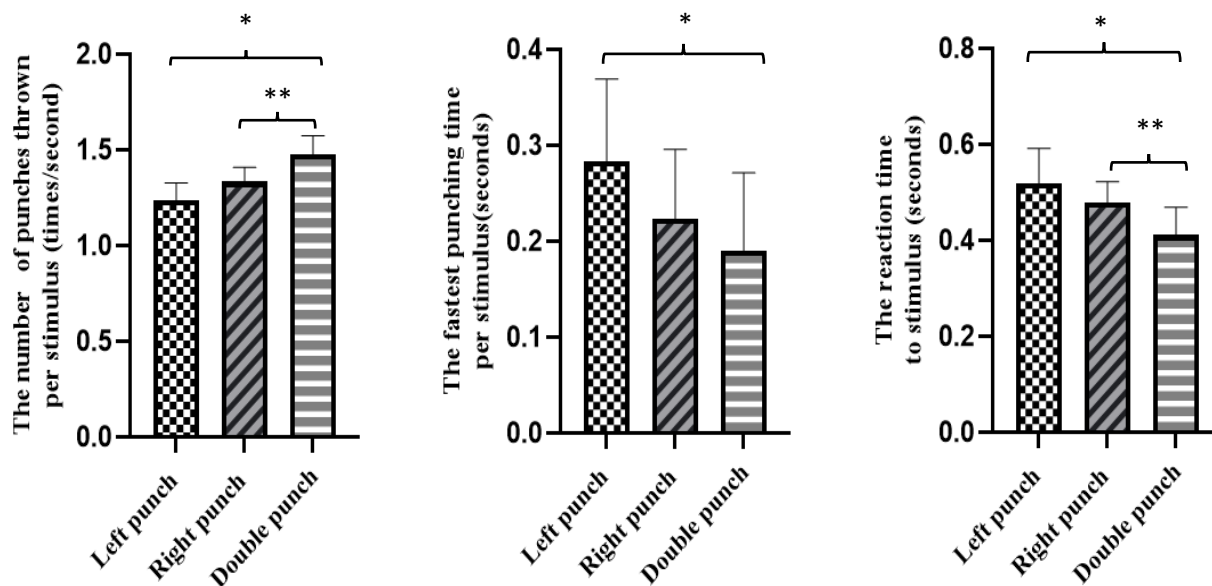 *
**
The number  of punches thrown
per stimulus (times/second)
2.0
1.5
1.0
0.5
0.0
Left punch
Right punch
Double punch
*
The fastest punching time
per stimulus(seconds)
0.4
0.3
0.2
0.1
0.0
Left punch
Right punch
Double punch
*
**
The reaction time
to stimulus (seconds)
0.8
0.6
0.4
0.2
0.0
Left punch
Right punch
Double punch